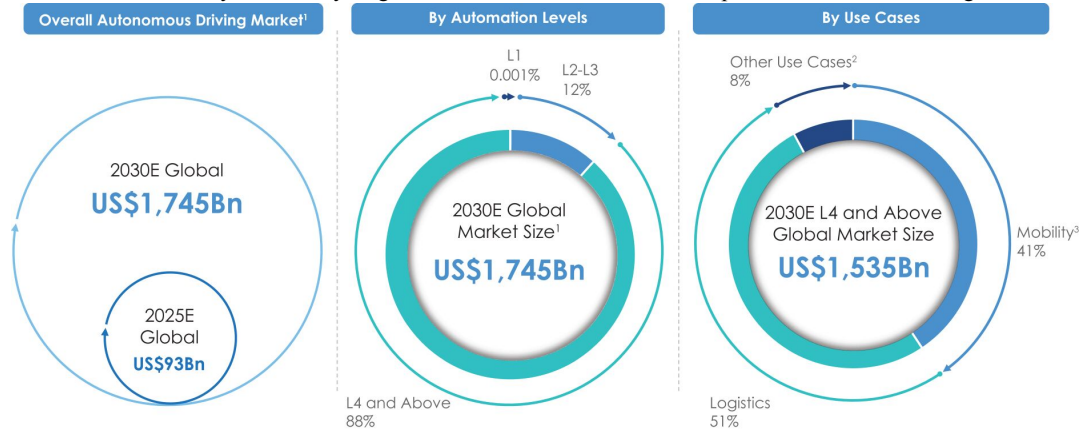 Overall Autonomous Driving Market¹
2030E Global
US$1,745Bn
2025E
Global
US$93Bn
By Automation Levels
L1
0.001%
L2-L3
12%
2030E Global
Market Size¹
US$1,745Bn
L4 and Above
88%
By Use Cases
Other Use Cases²
8%
2030E L4 and Above
Global Market Size
US$1,535Bn
Mobility³
41%
Logistics
51%